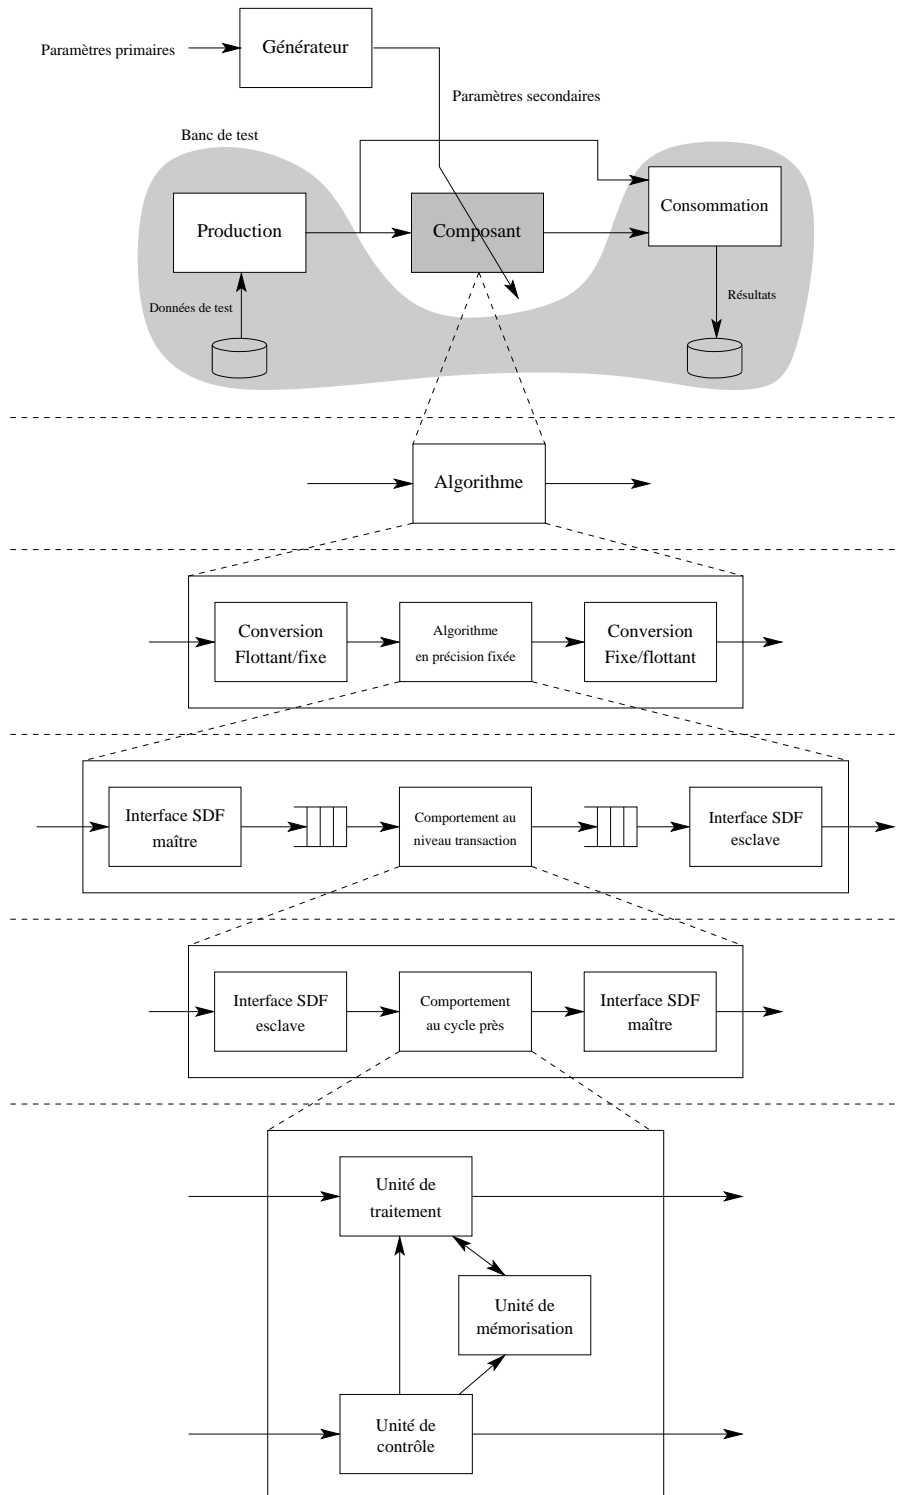 Paramètres primaires
Générateur
Paramètres secondaires
Banc de test
Production
Composant
Consommation
Données de test
Résultats
Algorithme
Conversion
Flottant/fixe
Algorithme
en précision fixée
Conversion
Fixe/flottant
Interface SDF
maître
Comportement au
niveau transaction
Interface SDF
esclave
Interface SDF
esclave
Comportement
au cycle près
Interface SDF
maître
Unité de
traitement
Unité de
mémorisation
Unité de
contrôle